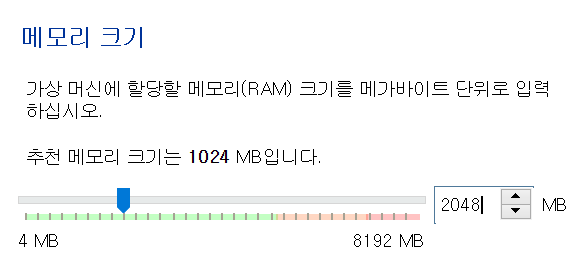 메모리 크기
가상 머신에 할당할 메모리(RAM) 크기를 메가바이트 단위로 입력
하십시오.
추천 메모리 크기는 1024 MB입니다.
2048 MB
4 MB 8192 MB